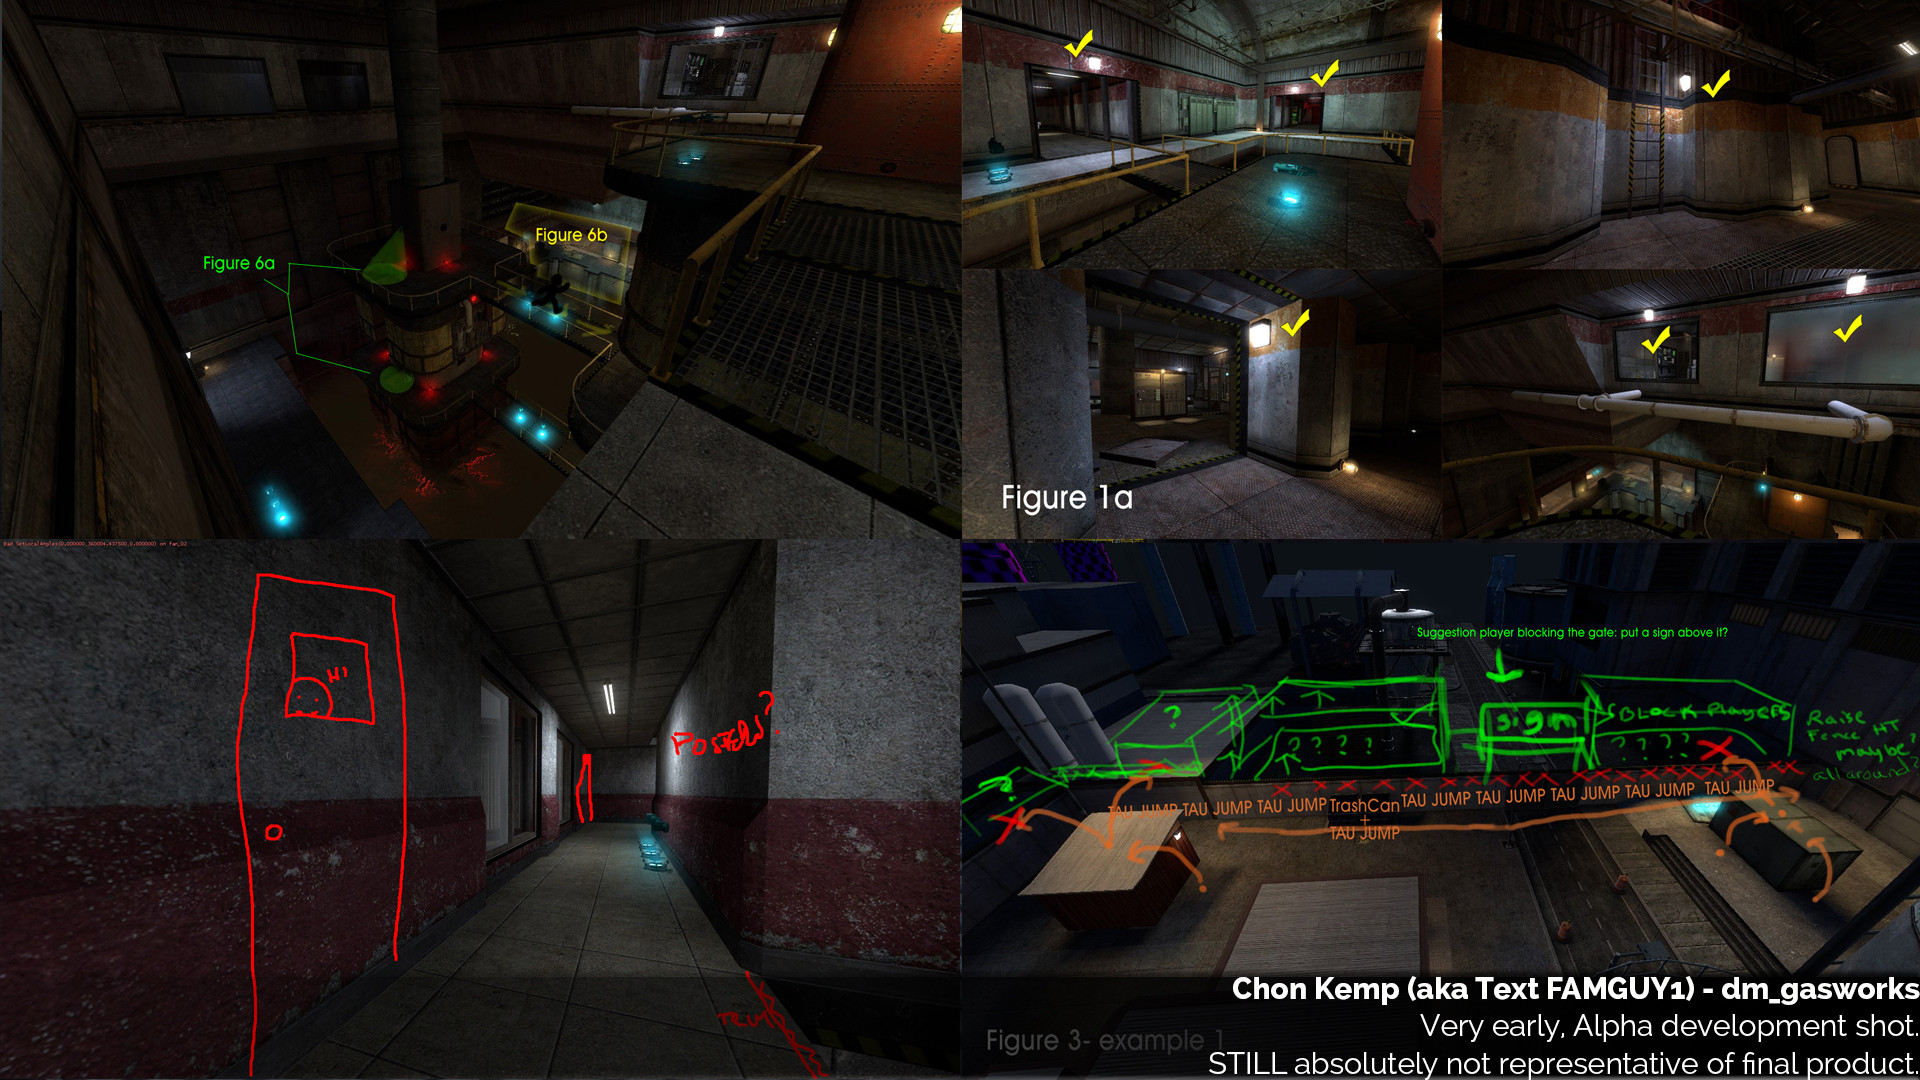 Figure 6a
Figure 6b
Figure 1a
HI
Posters?
Trim
Suggestion player blocking the gate: put a sign above it?
?
sign
BLOCK PlayerS
? ? ? ?
? ? ? ?
?
Raise
Fence HT
maybe?
all around?
TAU JUMP TAU JUMP TAU JUMP TrashCan TAU JUMP TAU JUMP TAU JUMP TAU JUMP TAU JUMP
+
TAU JUMP
Figure 3- example 1
Chon Kemp (aka Text FAMGUY1) - dm_gasworks
Very early, Alpha development shot.
STILL absolutely not representative of final product.